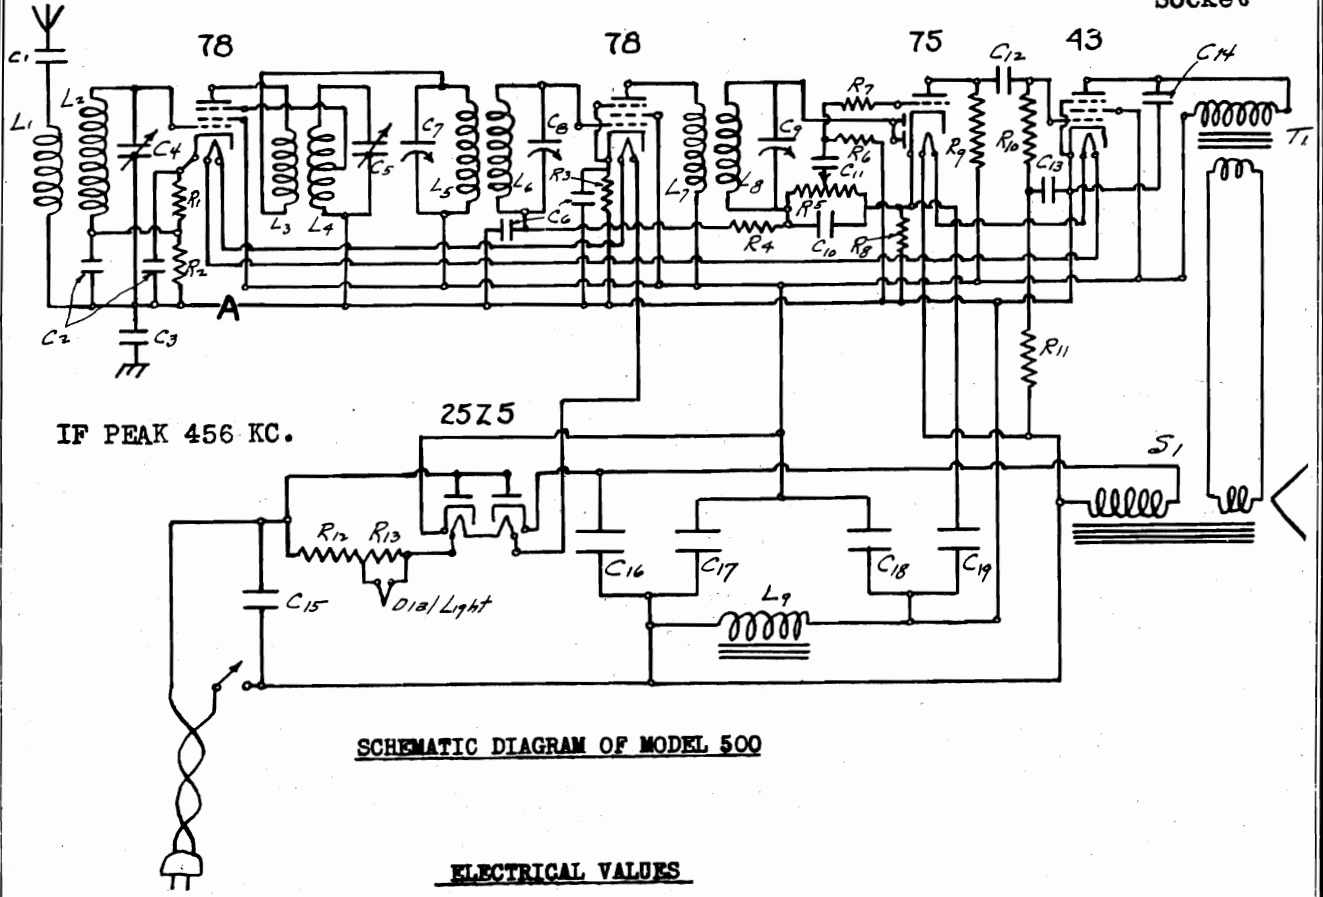 Socket
78
78
75
43
C1
L1
L2
C4
R1
R2
C2
C3
A
L3
L4
C5
C7
L5
L6
C8
R3
C6
L7
L8
C9
R7
R6
C11
R5
R4
C10
R8
R9
C12
R10
C13
C14
T1
R11
IF PEAK 456 KC.
25Z5
S1
R12
R13
Dial Light
C15
C16
C17
C18
C19
L9
SCHEMATIC DIAGRAM OF MODEL 500
ELECTRICAL VALUES